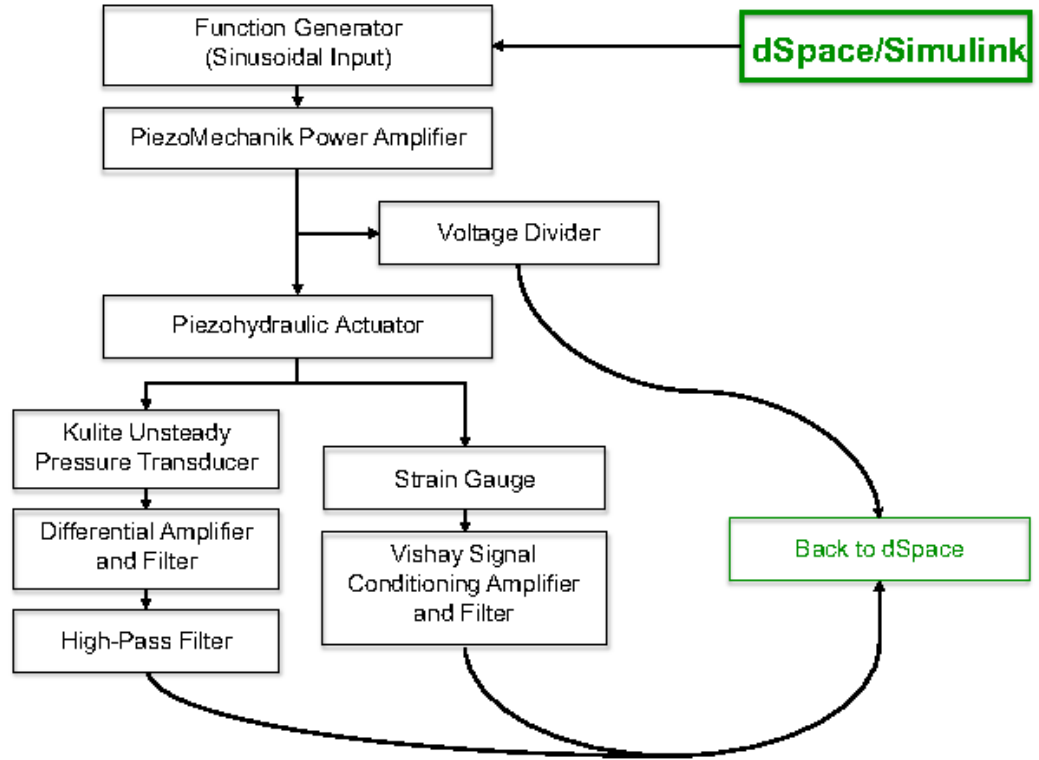 Function Generator
(Sinusoidal Input)
dSpace/Simulink
PiezoMechanik Power Amplifier
Voltage Divider
Piezohydraulic Actuator
Kulite Unsteady
Pressure Transducer
Strain Gauge
Differential Amplifier
and Filter
Vishay Signal
Conditioning Amplifier
and Filter
Back to dSpace
High-Pass Filter